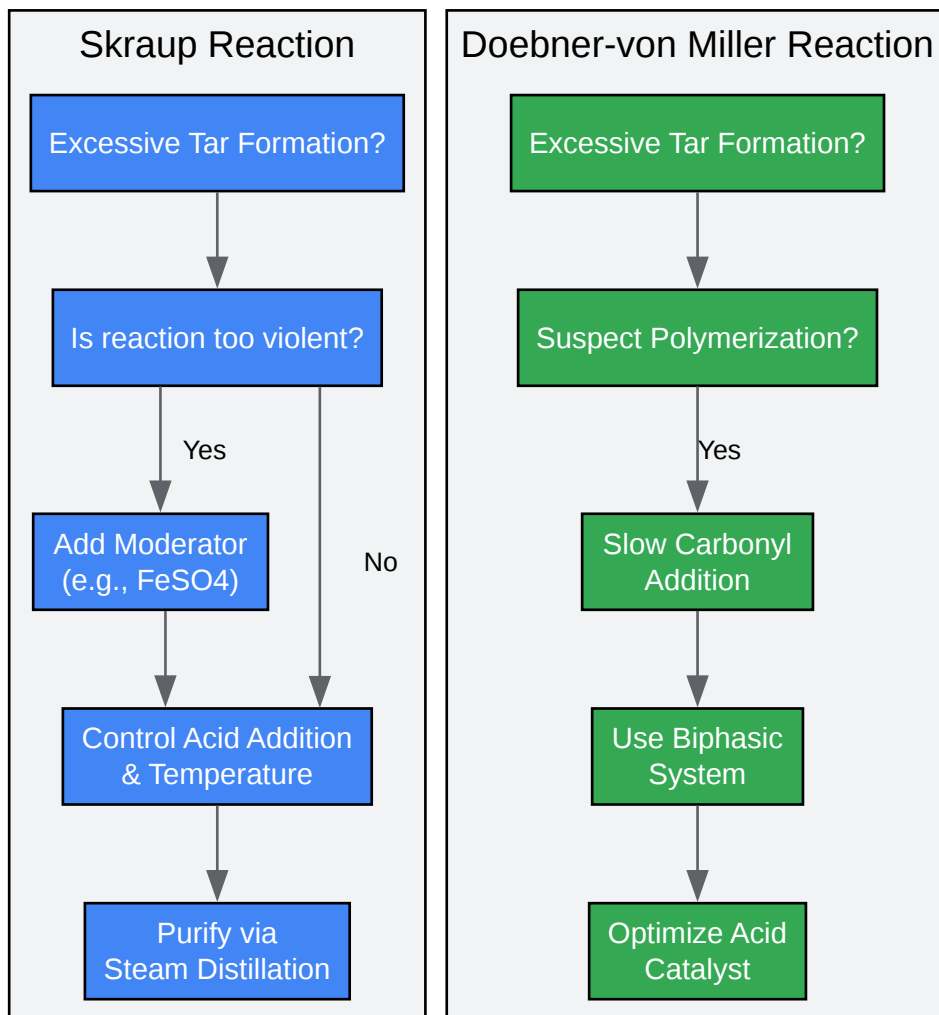 Skraup Reaction
Excessive Tar Formation?
Is reaction too violent?
Yes
Add Moderator
(e.g., FeSO4)
No
Control Acid Addition
& Temperature
Purify via
Steam Distillation
Doebner-von Miller Reaction
Excessive Tar Formation?
Suspect Polymerization?
Yes
Slow Carbonyl
Addition
Use Biphasic
System
Optimize Acid
Catalyst